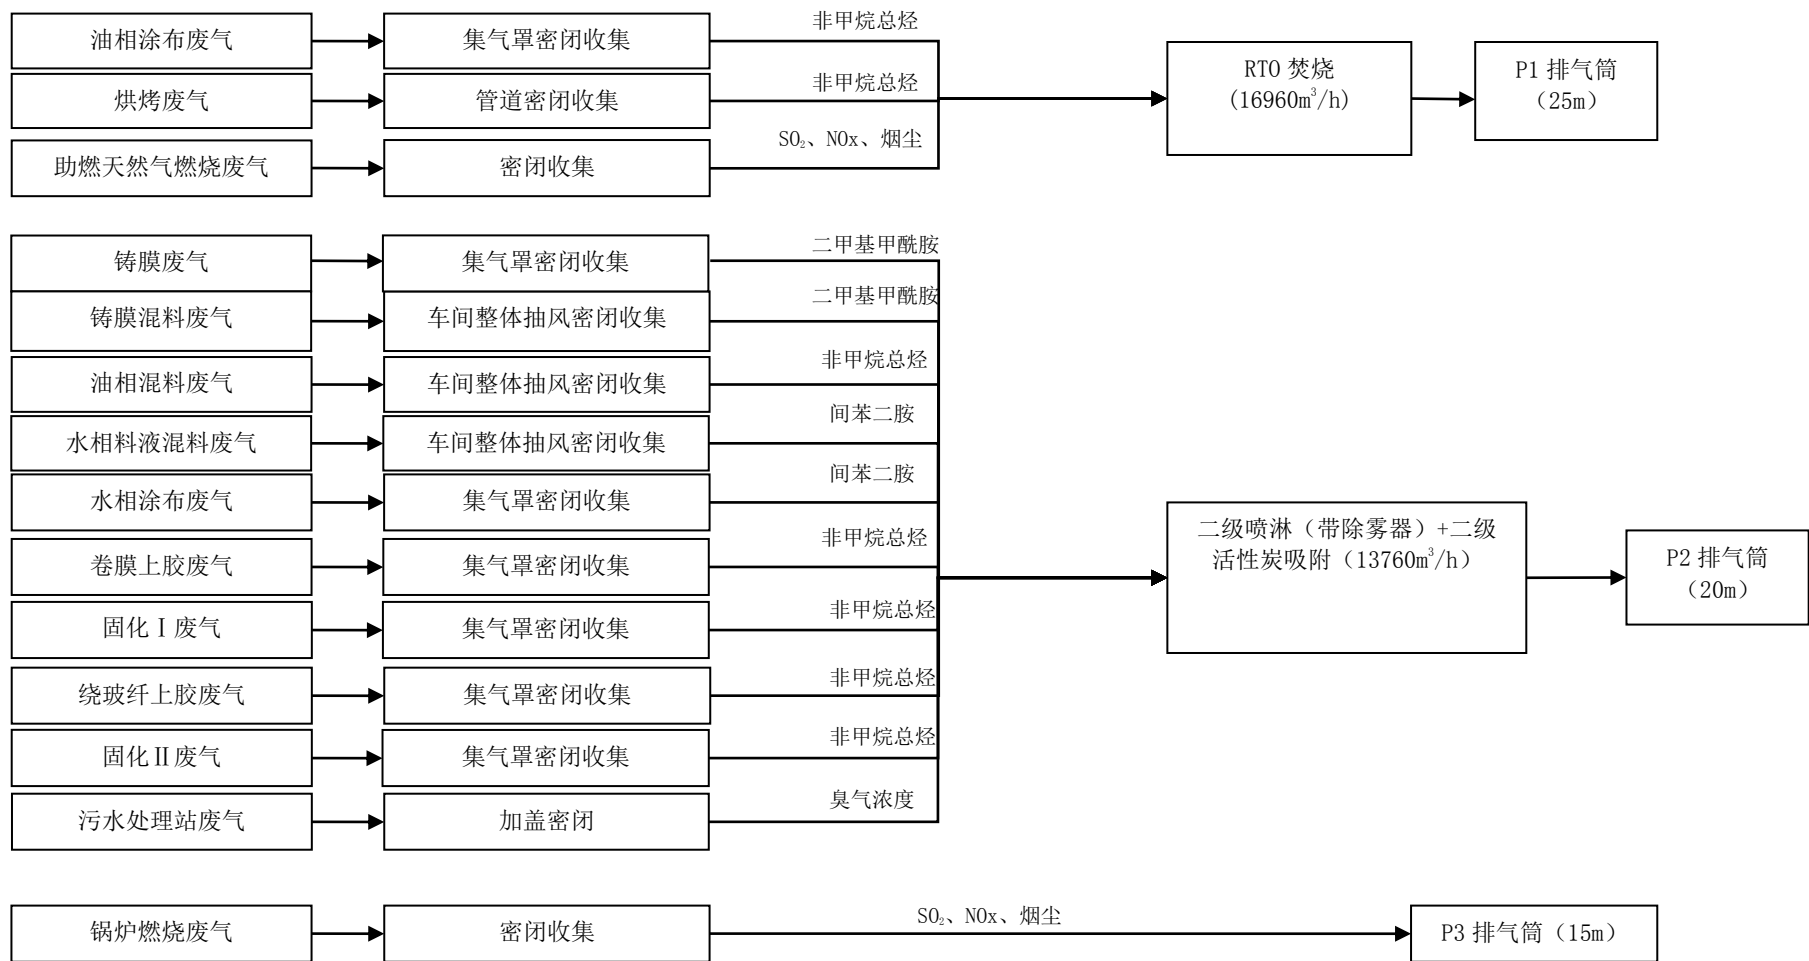 油相涂布废气
集气罩密闭收集
非甲烷总烃
烘烤废气
管道密闭收集
非甲烷总烃
助燃天然气燃烧废气
密闭收集
SO₂、NOx、烟尘
RTO 焚烧
(16960m³/h)
P1 排气筒
（25m）
铸膜废气
集气罩密闭收集
二甲基甲酰胺
铸膜混料废气
车间整体抽风密闭收集
二甲基甲酰胺
油相混料废气
车间整体抽风密闭收集
非甲烷总烃
水相料液混料废气
车间整体抽风密闭收集
间苯二胺
水相涂布废气
集气罩密闭收集
间苯二胺
卷膜上胶废气
集气罩密闭收集
非甲烷总烃
固化Ⅰ废气
集气罩密闭收集
非甲烷总烃
绕玻纤上胶废气
集气罩密闭收集
非甲烷总烃
固化Ⅱ废气
集气罩密闭收集
非甲烷总烃
污水处理站废气
加盖密闭
臭气浓度
二级喷淋（带除雾器）+二级
活性炭吸附（13760m³/h）
P2 排气筒
（20m）
锅炉燃烧废气
密闭收集
SO₂、NOx、烟尘
P3 排气筒（15m）